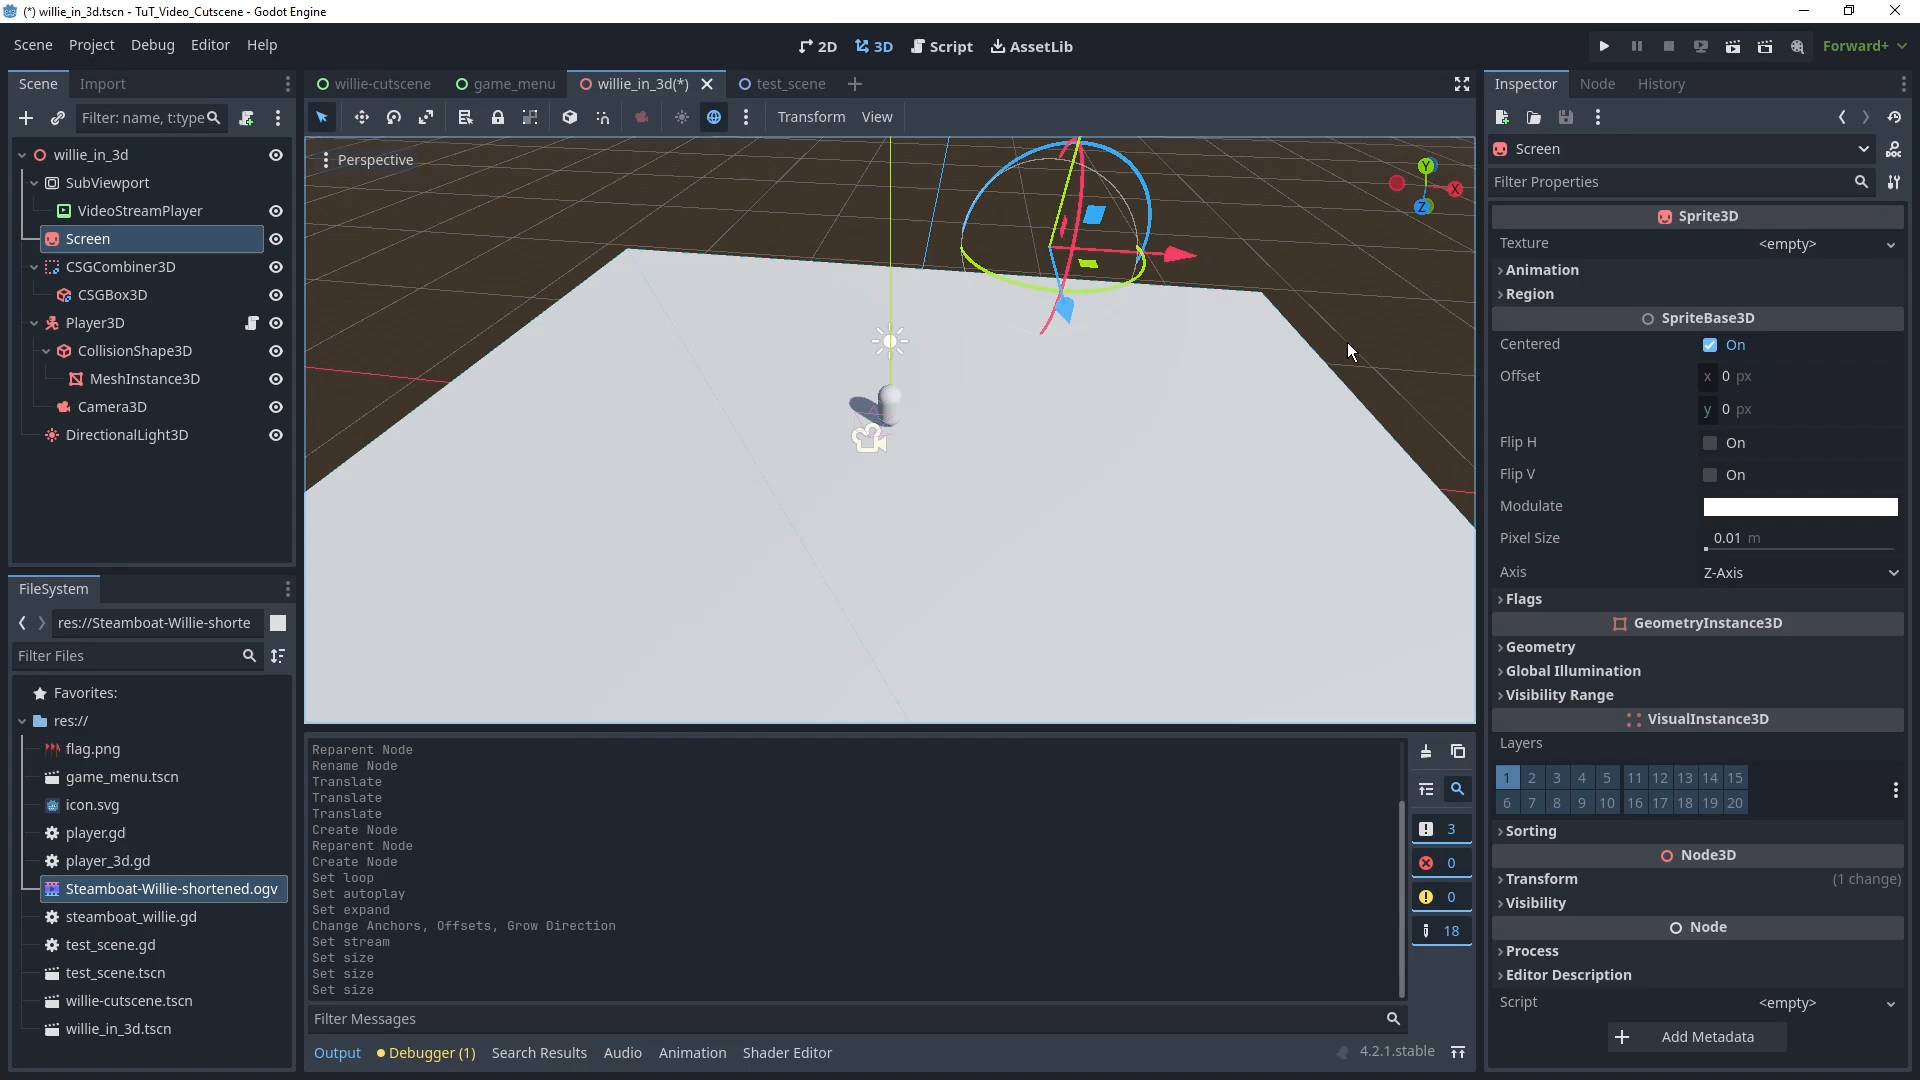 (*) willie_in_3d.tscn - TuT_Video_Cutscene - Godot Engine
Scene Project Debug Editor Help
2D 3D Script AssetLib
Forward+
Scene Import
Filter: name, t:type
willie_in_3d
SubViewport
VideoStreamPlayer
Screen
CSGCombiner3D
CSGBox3D
Player3D
CollisionShape3D
MeshInstance3D
Camera3D
DirectionalLight3D
FileSystem
res://Steamboat-Willie-shorte
Filter Files
Favorites:
res://
flag.png
game_menu.tscn
icon.svg
player.gd
player_3d.gd
Steamboat-Willie-shortened.ogv
steamboat_willie.gd
test_scene.gd
test_scene.tscn
willie-cutscene.tscn
willie_in_3d.tscn
willie-cutscene game_menu willie_in_3d(*) test_scene
Transform View
Perspective
Y
X
Z
Reparent Node
Rename Node
Translate
Translate
Translate
Create Node
Reparent Node
Create Node
Set loop
Set autoplay
Set expand
Change Anchors, Offsets, Grow Direction
Set stream
Set size
Set size
Set size
3
0
0
18
Filter Messages
Output Debugger (1) Search Results Audio Animation Shader Editor
4.2.1.stable
Inspector Node History
Screen
Filter Properties
Sprite3D
Texture <empty>
Animation
Region
SpriteBase3D
Centered On
Offset x 0 px
y 0 px
Flip H On
Flip V On
Modulate
Pixel Size 0.01 m
Axis Z-Axis
Flags
GeometryInstance3D
Geometry
Global Illumination
Visibility Range
VisualInstance3D
Layers
1 2 3 4 5 11 12 13 14 15
6 7 8 9 10 16 17 18 19 20
Sorting
Node3D
Transform (1 change)
Visibility
Node
Process
Editor Description
Script <empty>
Add Metadata